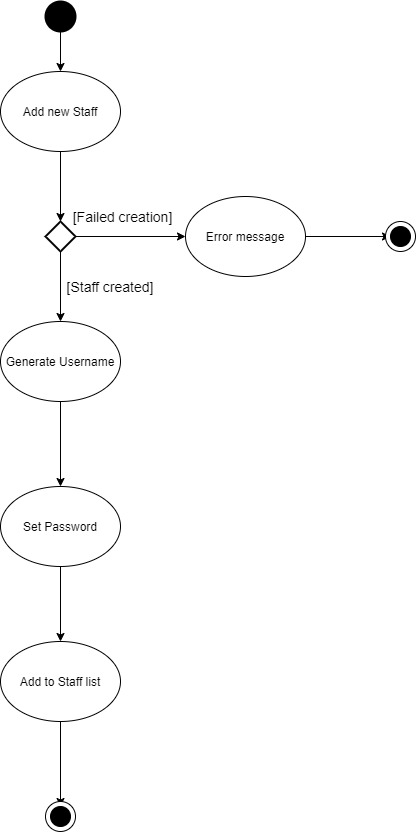 Add new Staff
[Failed creation]
Error message
[Staff created]
Generate Username
Set Password
Add to Staff list